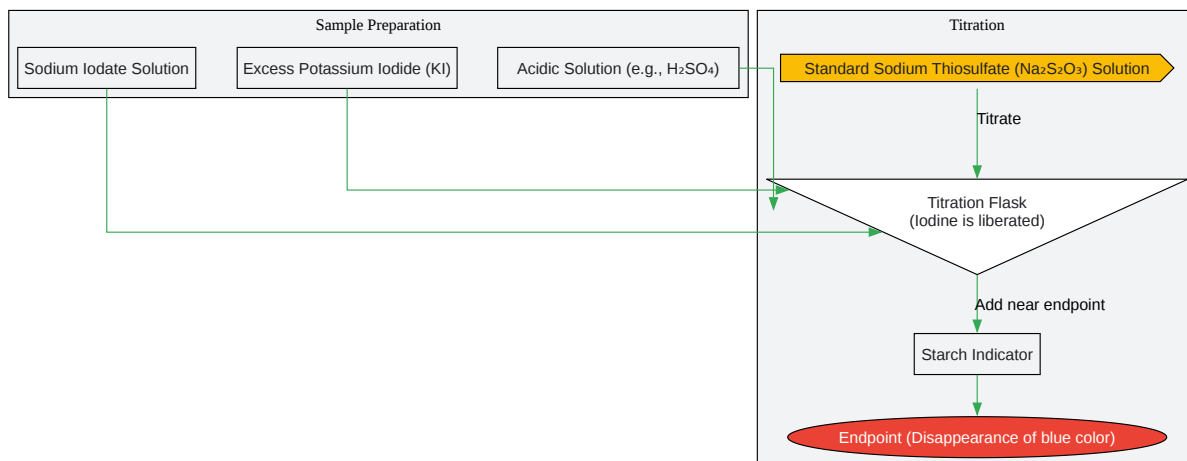 Sample Preparation
Sodium Iodate Solution
Excess Potassium Iodide (KI)
Acidic Solution (e.g., H₂SO₄)
Titration
Standard Sodium Thiosulfate (Na₂S₂O₃) Solution
Titrate
Titration Flask
(Iodine is liberated)
Add near endpoint
Starch Indicator
Endpoint (Disappearance of blue color)